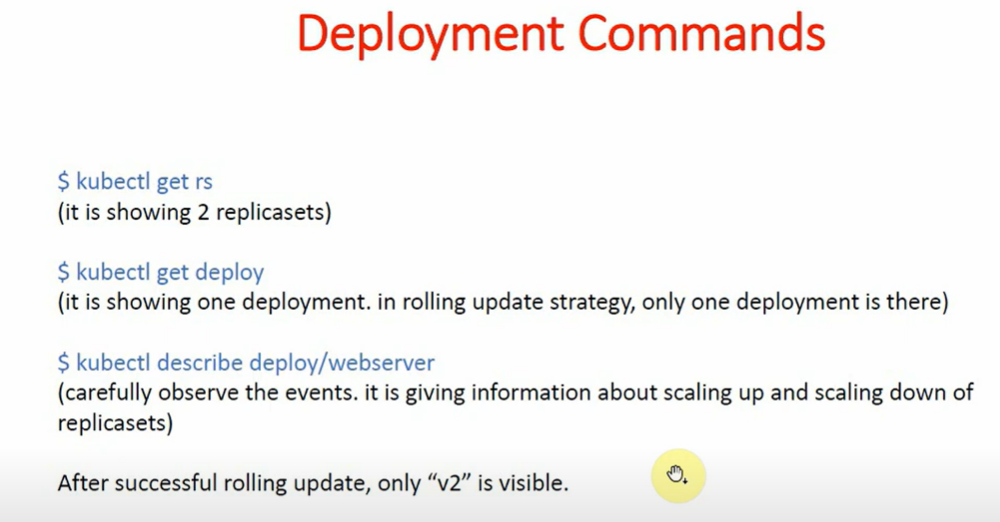 Deployment Commands
$ kubectl get rs
(it is showing 2 replicasets)
$ kubectl get deploy
(it is showing one deployment. in rolling update strategy, only one deployment is there)
$ kubectl describe deploy/webserver
(carefully observe the events. it is giving information about scaling up and scaling down of
replicasets)
After successful rolling update, only “v2” is visible.